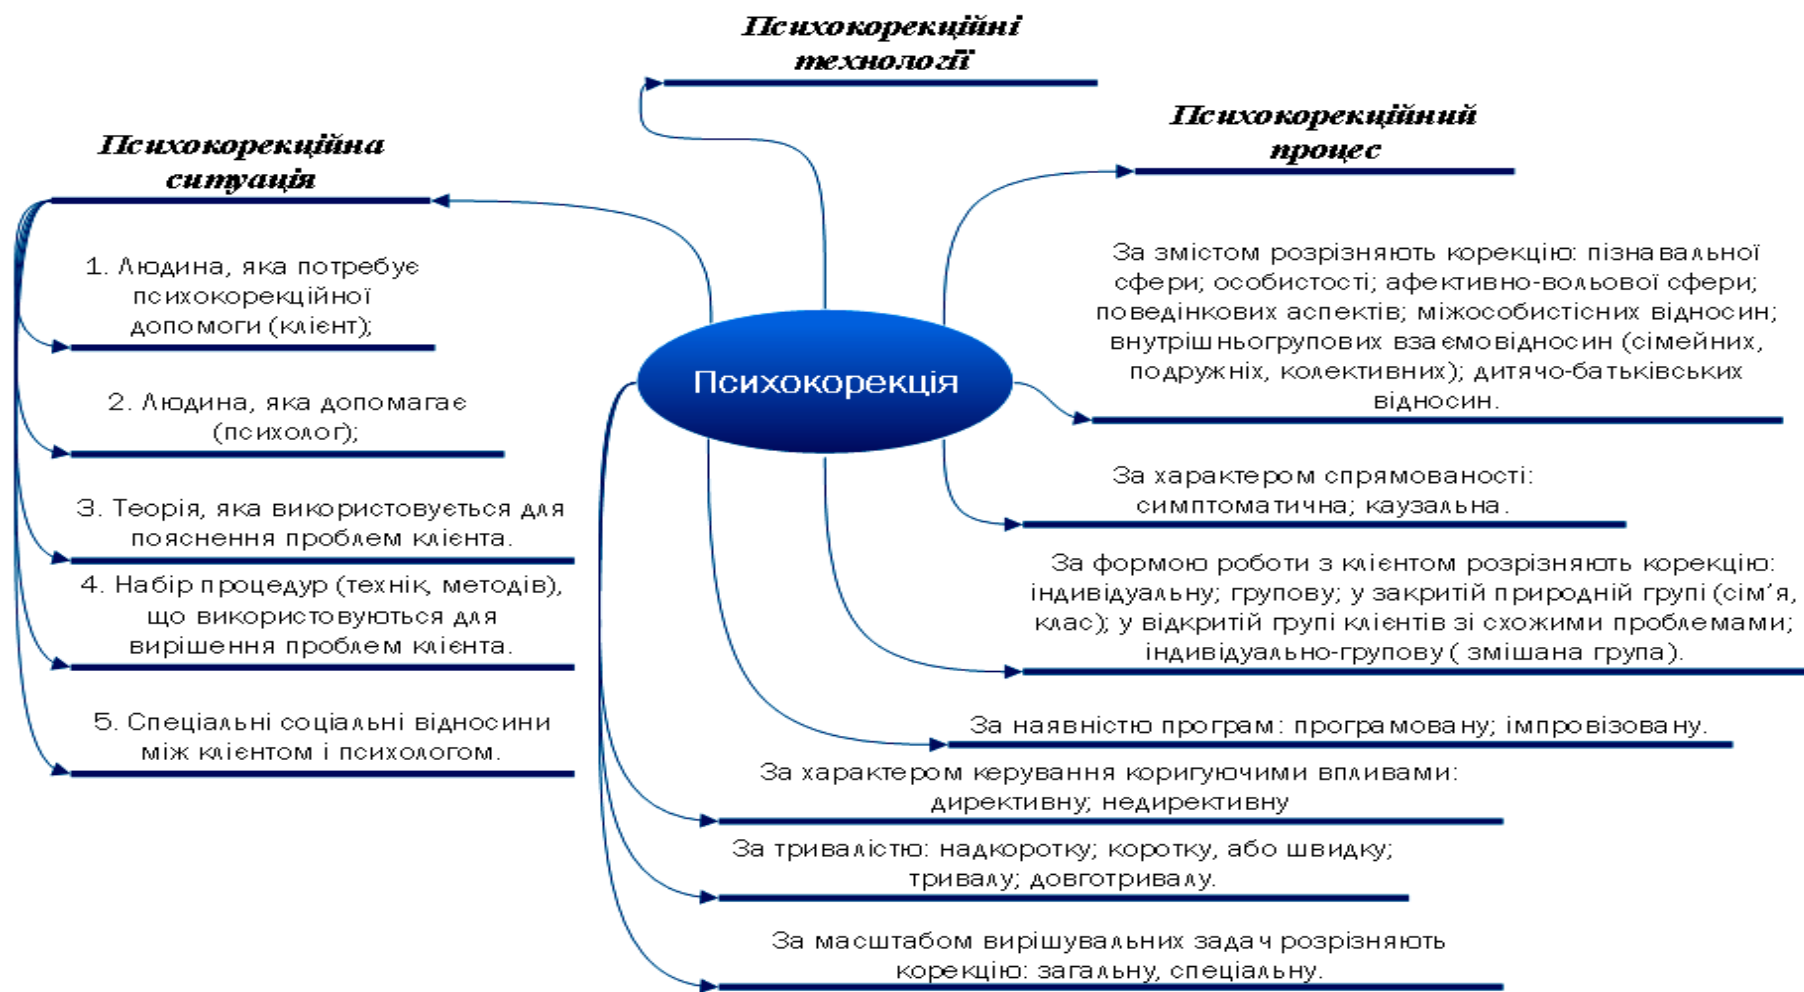 Психокорекційні
технології
Психокорекційний
процес
Психокорекційна
ситуація
1. Людина, яка потребує
психокорекційної
допомоги (клієнт);
2. Людина, яка допомагає
(психолог);
3. Теорія, яка використовується для
пояснення проблем клієнта.
4. Набір процедур (технік, методів),
що використовуються для
вирішення проблем клієнта.
5. Спеціальні соціальні відносини
між клієнтом і психологом.
Психокорекція
За змістом розрізняють корекцію: пізнавальної
сфери; особистості; афективно-вольової сфери;
поведінкових аспектів; міжособистісних відносин;
внутрішньогрупових взаємовідносин (сімейних,
подружніх, колективних); дитячо-батьківських
відносин.
За характером спрямованості:
симптоматична; каузальна.
За формою роботи з клієнтом розрізняють корекцію:
індивідуальну; групову; у закритій природній групі (сім’я,
клас); у відкритій групі клієнтів зі схожими проблемами;
індивідуально-групову ( змішана група).
За наявністю програм: програмовану; імпровізовану.
За характером керування коригуючими впливами:
директивну; недирективну
За тривалістю: надкоротку; коротку, або швидку;
тривалу; довготривалу.
За масштабом вирішувальних задач розрізняють
корекцію: загальну, спеціальну.